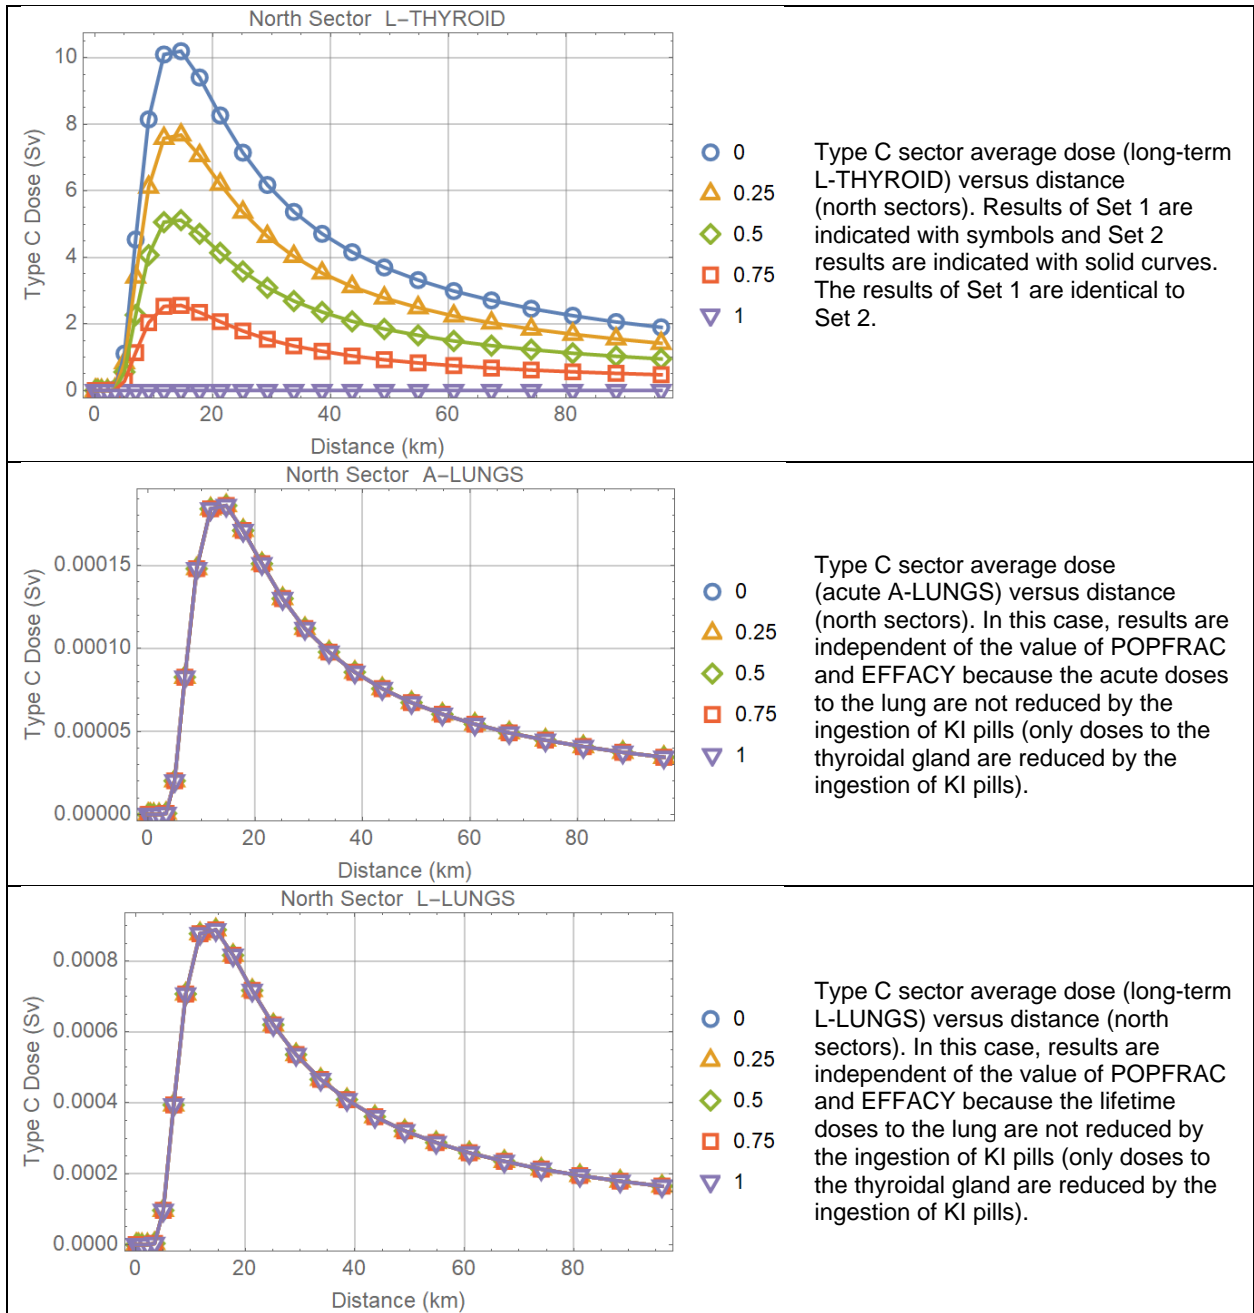 North Sector L−THYROID
Type C Dose (Sv)
10
8
6
4
2
0
0 20 40 60 80
Distance (km)
0
0.25
0.5
0.75
1
Type C sector average dose (long-term
L-THYROID) versus distance
(north sectors). Results of Set 1 are
indicated with symbols and Set 2
results are indicated with solid curves.
The results of Set 1 are identical to
Set 2.
North Sector A−LUNGS
Type C Dose (Sv)
0.00015
0.00010
0.00005
0.00000
0 20 40 60 80
Distance (km)
0
0.25
0.5
0.75
1
Type C sector average dose
(acute A-LUNGS) versus distance
(north sectors). In this case, results are
independent of the value of POPFRAC
and EFFACY because the acute doses
to the lung are not reduced by the
ingestion of KI pills (only doses to the
thyroidal gland are reduced by the
ingestion of KI pills).
North Sector L−LUNGS
Type C Dose (Sv)
0.0008
0.0006
0.0004
0.0002
0.0000
0 20 40 60 80
Distance (km)
0
0.25
0.5
0.75
1
Type C sector average dose (long-term
L-LUNGS) versus distance (north
sectors). In this case, results are
independent of the value of POPFRAC
and EFFACY because the lifetime
doses to the lung are not reduced by
the ingestion of KI pills (only doses to
the thyroidal gland are reduced by the
ingestion of KI pills).